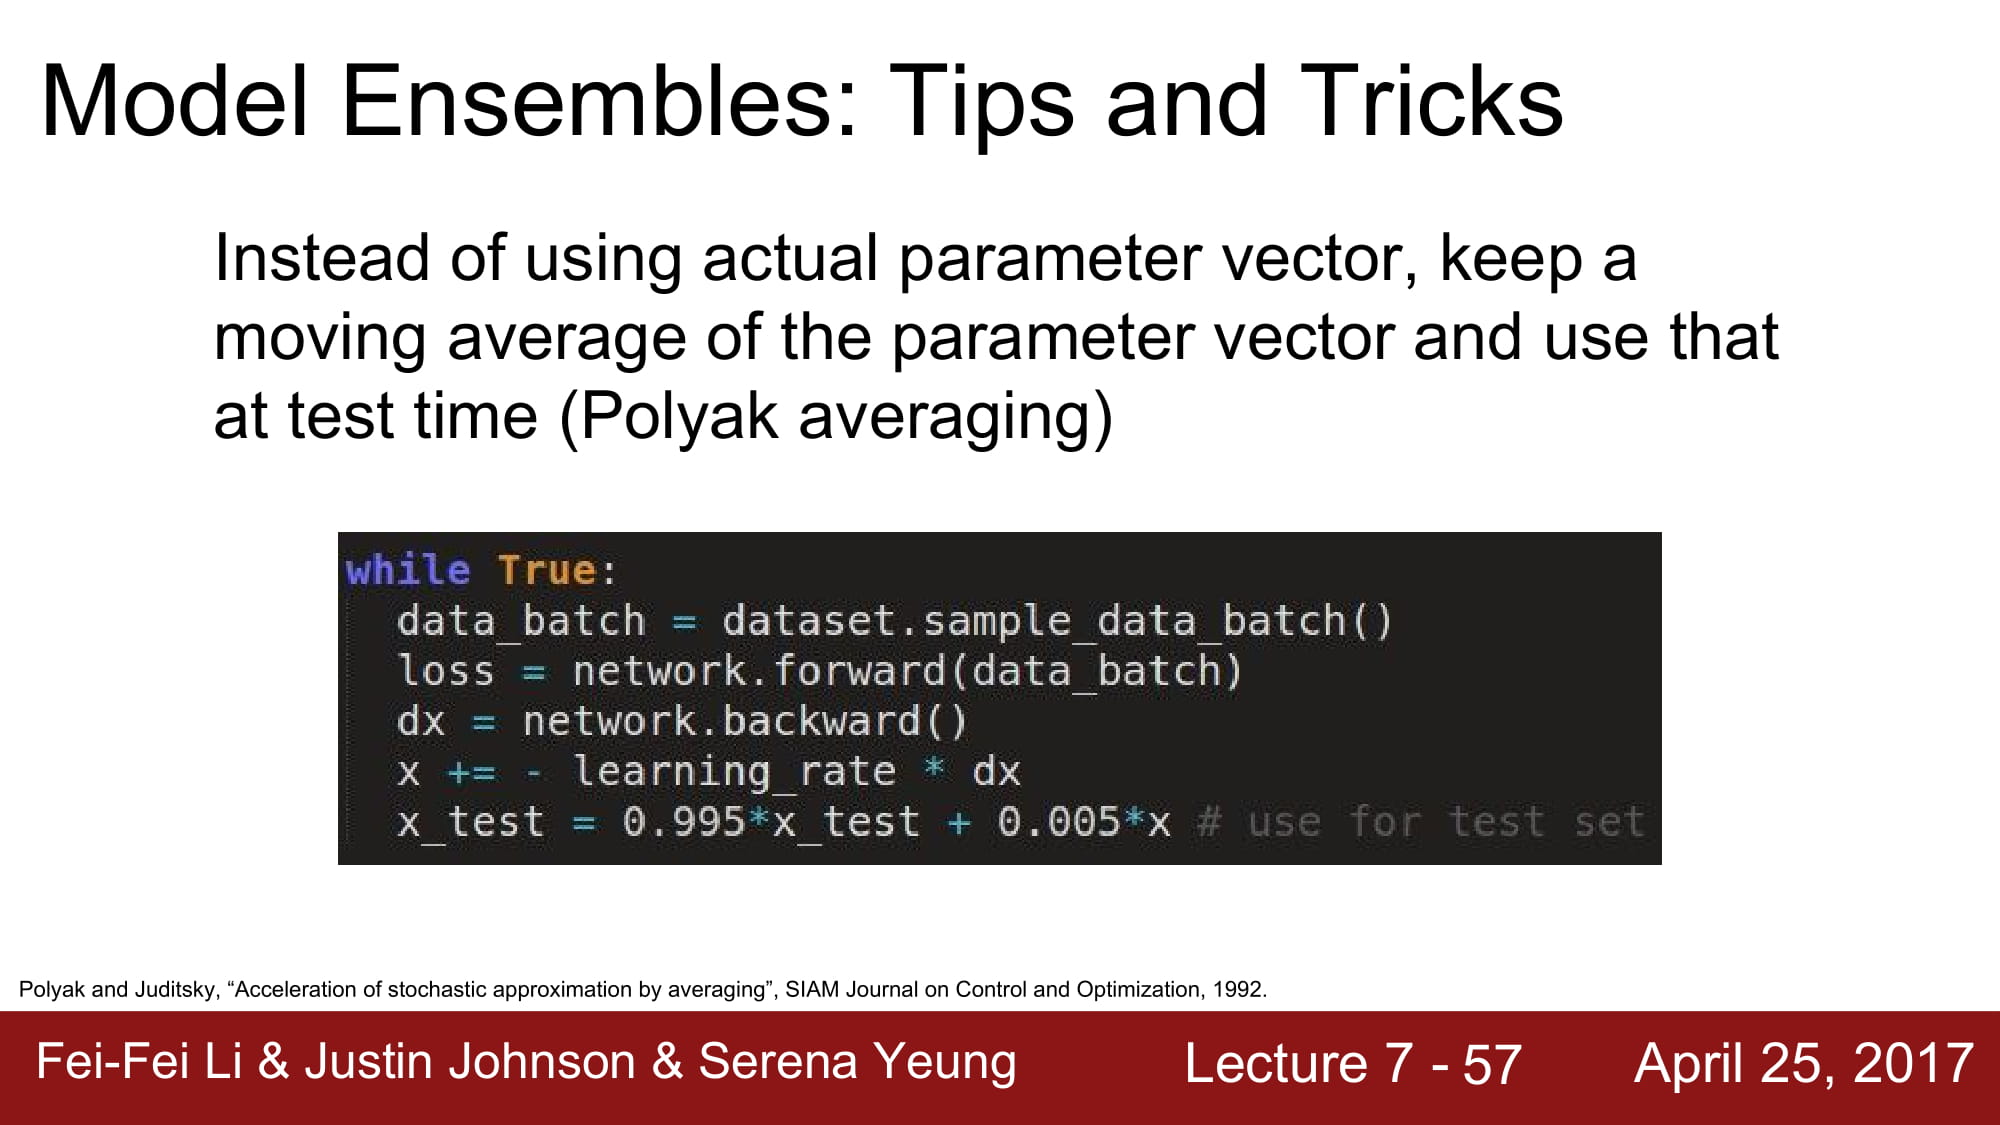 Model Ensembles: Tips and Tricks
Instead of using actual parameter vector, keep a
moving average of the parameter vector and use that
at test time (Polyak averaging)
while True:
data_batch = dataset.sample_data_batch()
loss = network.forward(data_batch)
dx = network.backward()
x += - learning_rate * dx
x_test = 0.995*x_test + 0.005*x # use for test set
Polyak and Juditsky, “Acceleration of stochastic approximation by averaging”, SIAM Journal on Control and Optimization, 1992.
Fei-Fei Li & Justin Johnson & Serena Yeung Lecture 7 - 57 April 25, 2017